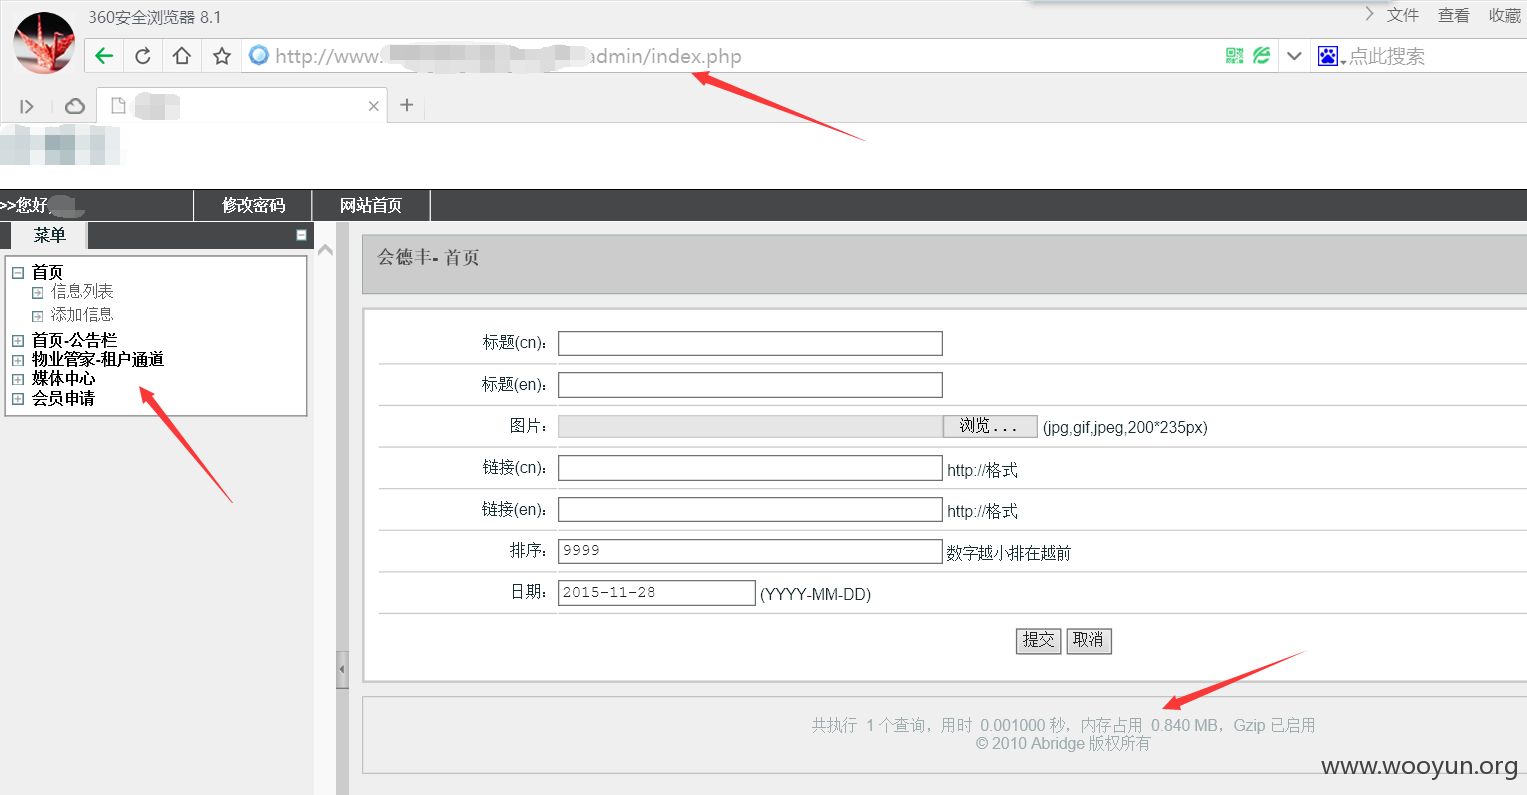 360安全浏览器 8.1
文件 查看 收藏
http://www. admin/index.php
点此搜索
>>您好,
修改密码
网站首页
菜单
首页
信息列表
添加信息
首页-公告栏
物业管家-租户通道
媒体中心
会员申请
会德丰- 首页
标题(cn):
标题(en):
图片: 浏览... (jpg,gif,jpeg,200*235px)
链接(cn): http://格式
链接(en): http://格式
排序: 9999 数字越小排在越前
日期: 2015-11-28 (YYYY-MM-DD)
提交 取消
共执行 1 个查询，用时 0.001000 秒，内存占用 0.840 MB，Gzip 已启用
© 2010 Abridge 版权所有
www.wooyun.org